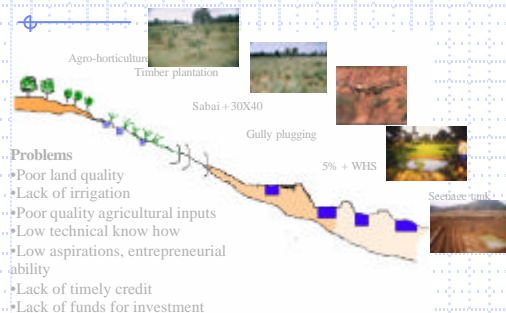 Agro-horticulture
Timber plantation
Sabai +30X40
Gully plugging
5% + WHS
Seepage tank
Problems
•Poor land quality
•Lack of irrigation
•Poor quality agricultural inputs
•Low technical know how
•Low aspirations, entrepreneurial
ability
•Lack of timely credit
•Lack of funds for investment